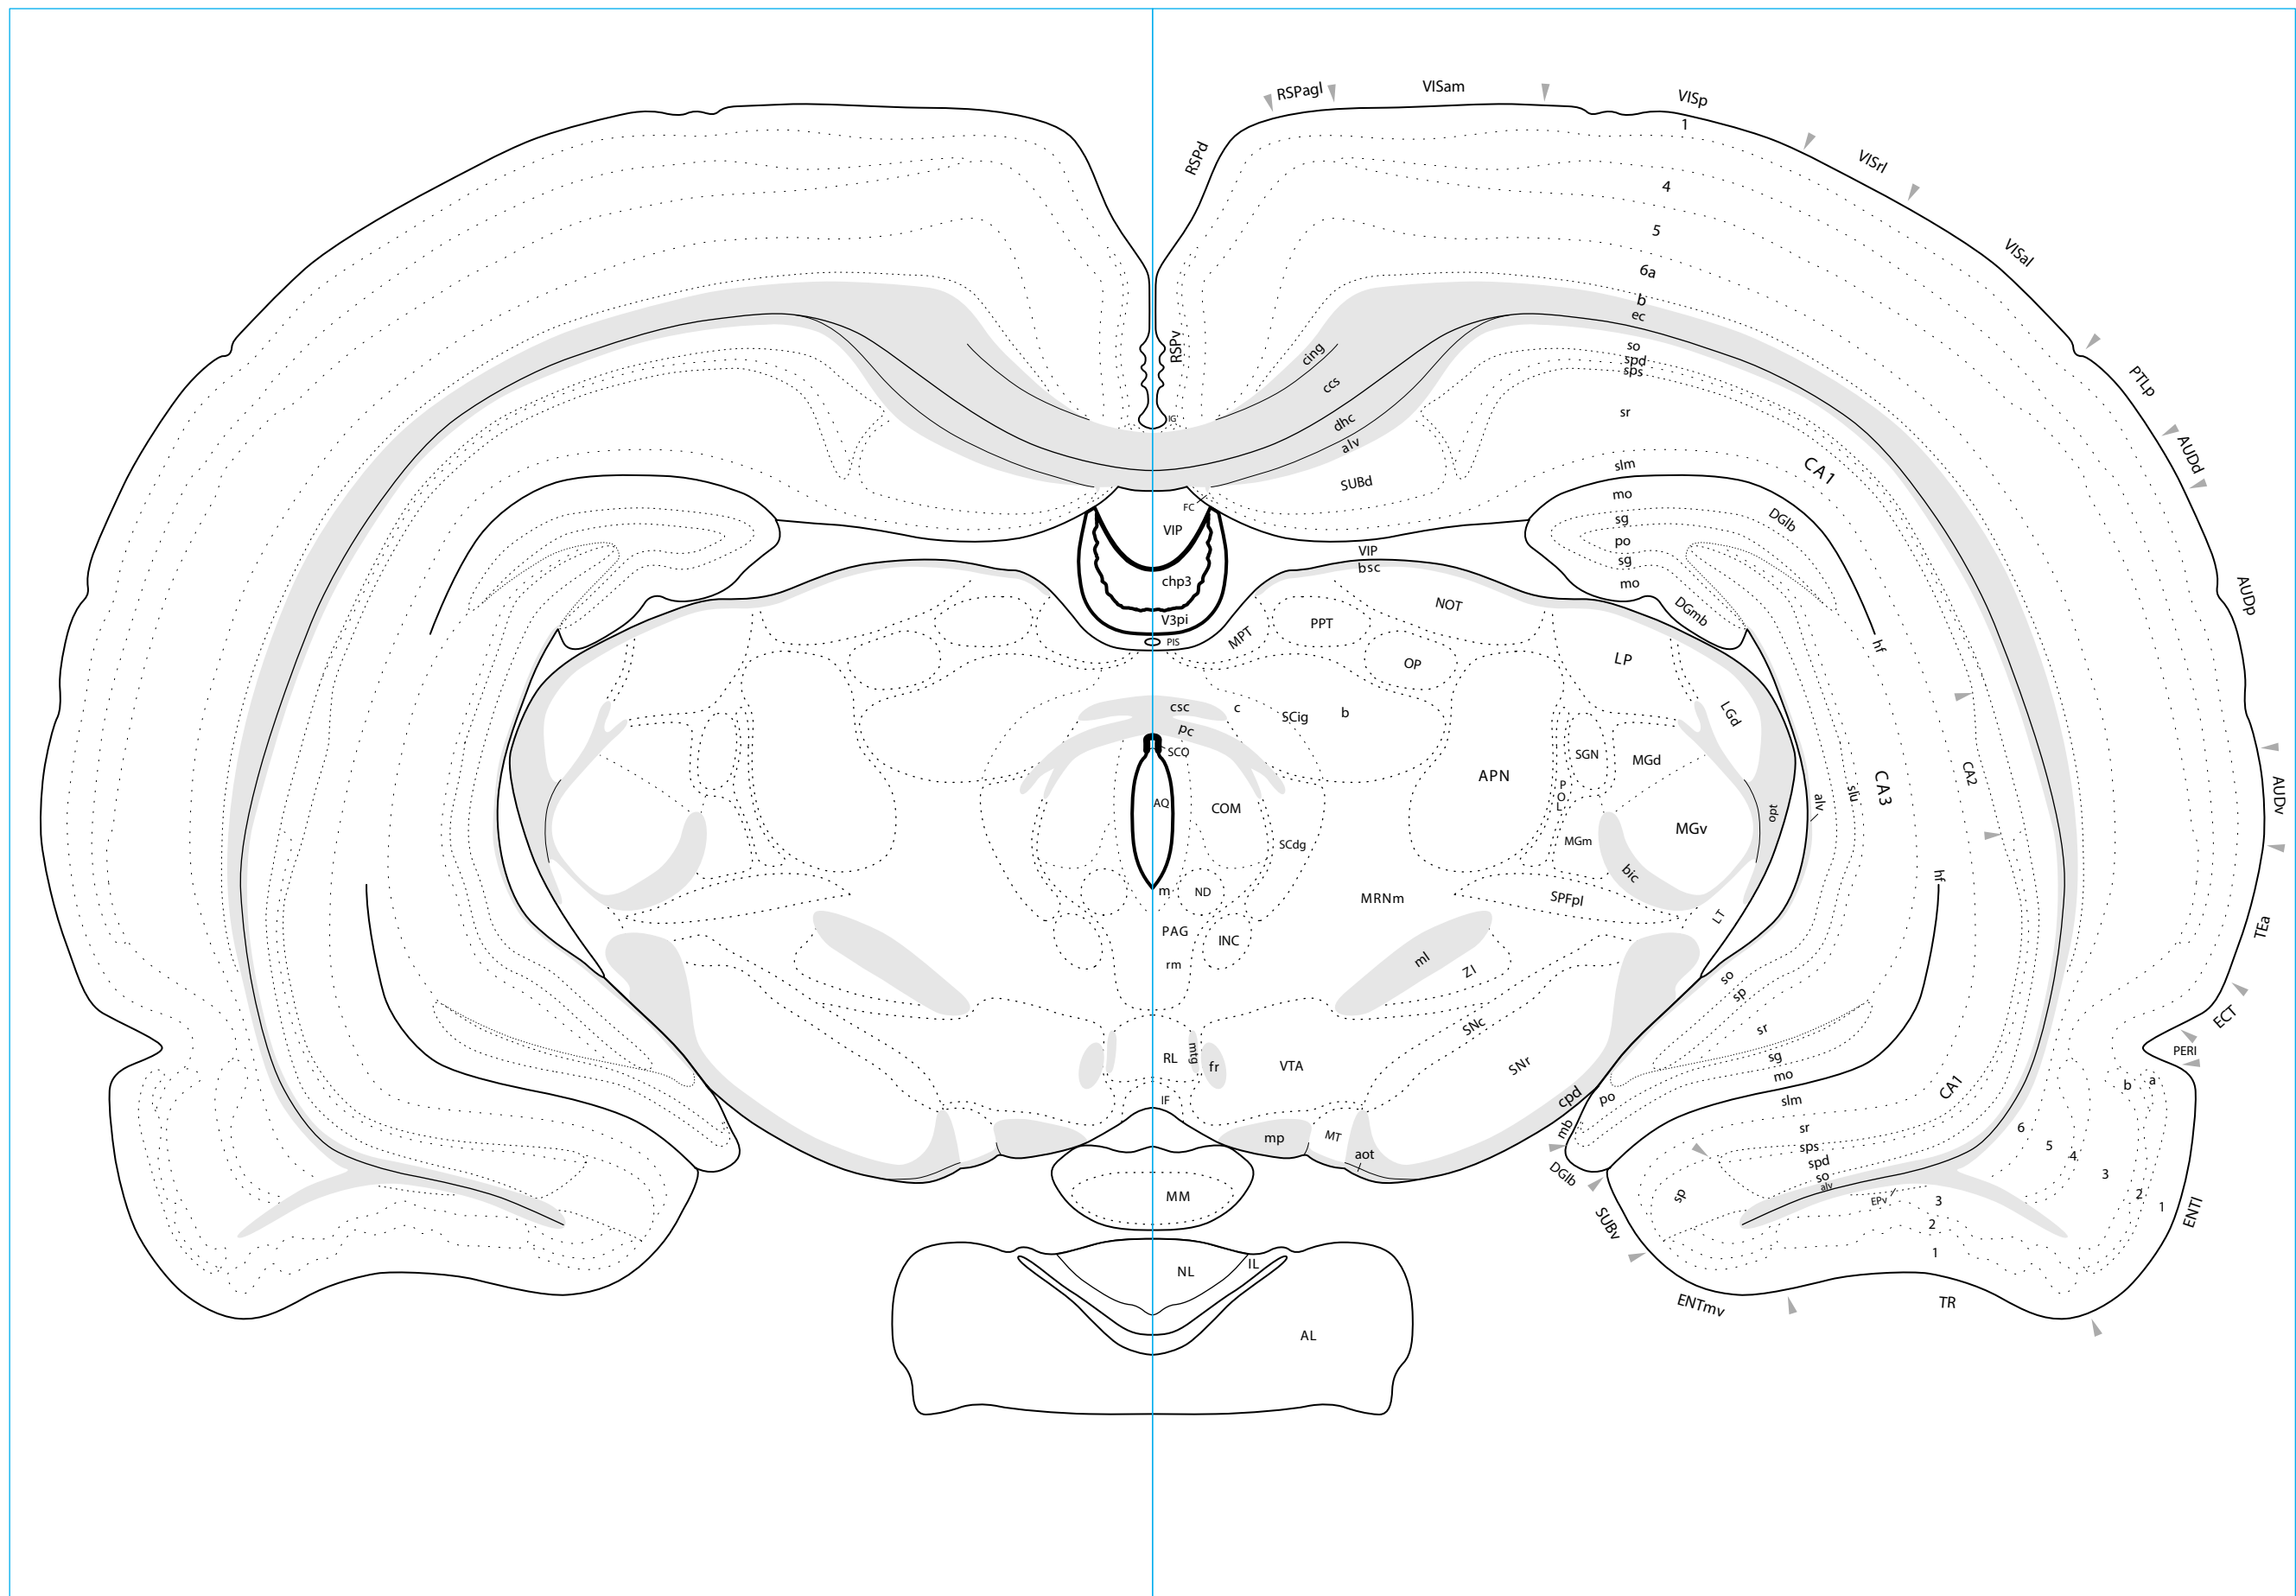 RSPagl
VISam
VISp
1
RSPd
VISrl
4
5
VISal
6a
b
ec
RSPv
cing
so
spd
sps
ccs
PTLp
IG
dhc
sr
alv
AUDd
SUBd
slm
CA1
mo
FC
VIP
sg
DGlb
po
VIP
bsc
sg
chp3
mo
AUDp
V3pi
NOT
PPT
DGmb
PIS
MPT
OP
LP
hf
csc
c
SCig
b
LGd
pc
SCO
SGN
MGd
APN
CA2
AQ
COM
POL
CA3
slu
alv
opt
AUDv
MGv
SCdg
MGm
bic
hf
m
ND
MRNm
SPFpl
LT
TEa
PAG
INC
rm
ml
ZI
so
sp
ECT
SNc
sr
RL
mtg
fr
VTA
SNr
sg
PERI
mo
b
a
IF
cpd
po
slm
CA1
mb
mp
MT
sr
6
aot
sps
5
4
DGlb
spd
so
alv
3
MM
sp
EPv
3
2
1
SUBv
2
ENTl
NL
IL
1
ENTmv
TR
AL